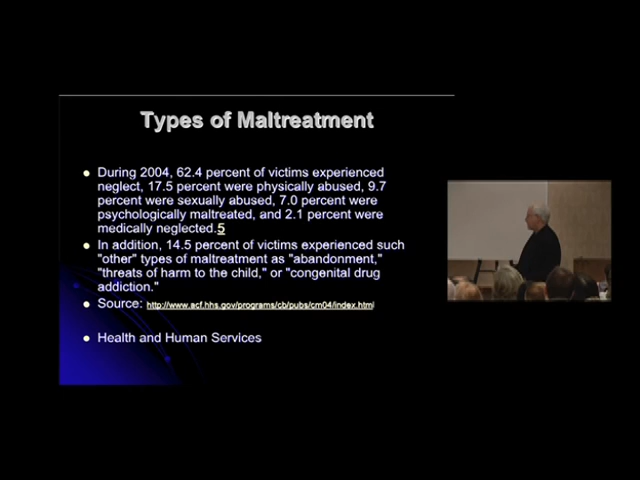 Types of Maltreatment
During 2004, 62.4 percent of victims experienced
neglect, 17.5 percent were physically abused, 9.7
percent were sexually abused, 7.0 percent were
psychologically maltreated, and 2.1 percent were
medically neglected.5
In addition, 14.5 percent of victims experienced such
"other" types of maltreatment as "abandonment,"
"threats of harm to the child," or "congenital drug
addiction."
Source: http://www.acf.hhs.gov/programs/cb/pubs/cm04/index.html
Health and Human Services